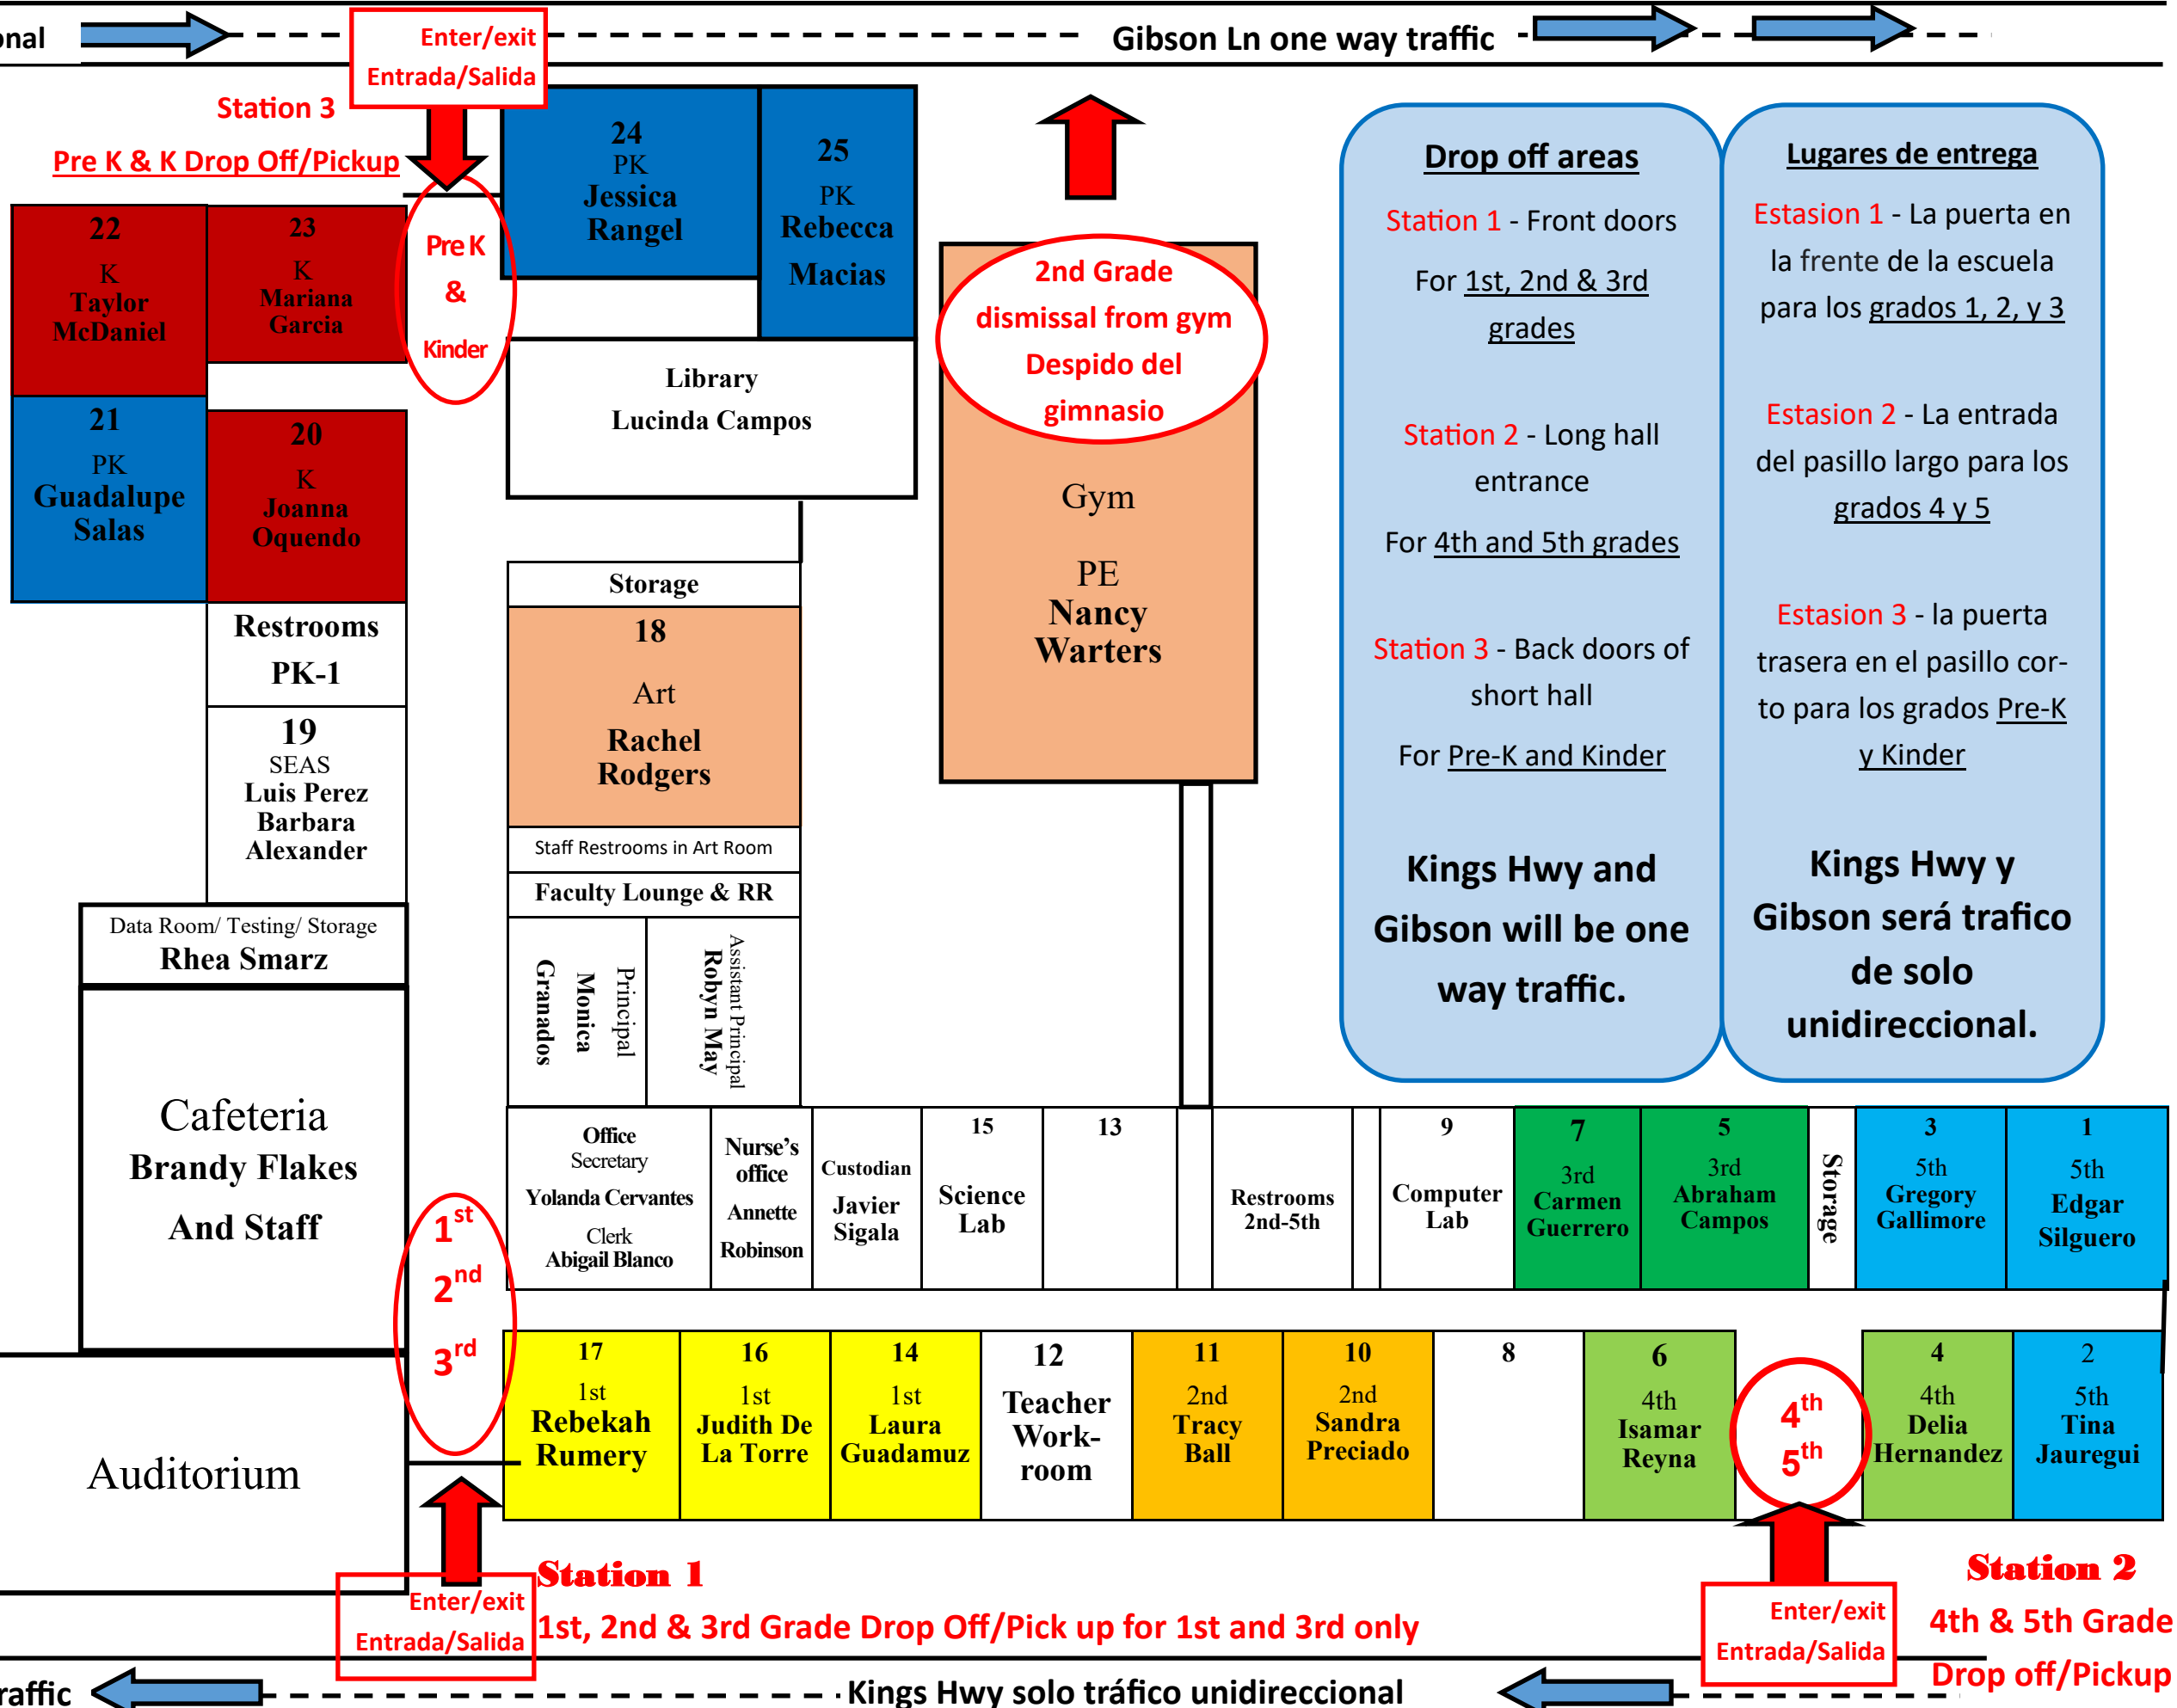 onal
Enter/exit
Entrada/Salida
Gibson Ln one way traffic
Station 3
Pre K & K Drop Off/Pickup
22
K
Taylor
McDaniel
23
K
Mariana
Garcia
Pre K
&
Kinder
24
PK
Jessica
Rangel
25
PK
Rebecca
Macias
21
PK
Guadalupe
Salas
20
K
Joanna
Oquendo
Library
Lucinda Campos
2nd Grade
dismissal from gym
Despido del
gimnasio
Gym
PE
Nancy
Warters
Drop off areas
Station 1 - Front doors
For 1st, 2nd & 3rd
grades
Station 2 - Long hall
entrance
For 4th and 5th grades
Station 3 - Back doors of
short hall
For Pre-K and Kinder
Kings Hwy and
Gibson will be one
way traffic.
Lugares de entrega
Estasion 1 - La puerta en
la frente de la escuela
para los grados 1, 2, y 3
Estasion 2 - La entrada
del pasillo largo para los
grados 4 y 5
Estasion 3 - la puerta
trasera en el pasillo cor-
to para los grados Pre-K
y Kinder
Kings Hwy y
Gibson será trafico
de solo
unidireccional.
Restrooms
PK-1
19
SEAS
Luis Perez
Barbara
Alexander
Storage
18
Art
Rachel
Rodgers
Staff Restrooms in Art Room
Faculty Lounge & RR
Principal
Monica
Granados
Assistant Principal
Robyn May
Data Room/ Testing/ Storage
Rhea Smarz
Cafeteria
Brandy Flakes
And Staff
Auditorium
1st
2nd
3rd
Office
Secretary
Yolanda Cervantes
Clerk
Abigail Blanco
Nurse’s
office
Annette
Robinson
Custodian
Javier
Sigala
15
Science
Lab
13
Restrooms
2nd-5th
9
Computer
Lab
7
3rd
Carmen
Guerrero
5
3rd
Abraham
Campos
Storage
3
5th
Gregory
Gallimore
1
5th
Edgar
Silguero
17
1st
Rebekah
Rumery
16
1st
Judith De
La Torre
14
1st
Laura
Guadamuz
12
Teacher
Work-
room
11
2nd
Tracy
Ball
10
2nd
Sandra
Preciado
8
6
4th
Isamar
Reyna
4th
5th
4
4th
Delia
Hernandez
2
5th
Tina
Jauregui
Enter/exit
Entrada/Salida
Station 1
1st, 2nd & 3rd Grade Drop Off/Pick up for 1st and 3rd only
Enter/exit
Entrada/Salida
Station 2
4th & 5th Grade
Drop off/Pickup
raffic
Kings Hwy solo tráfico unidireccional